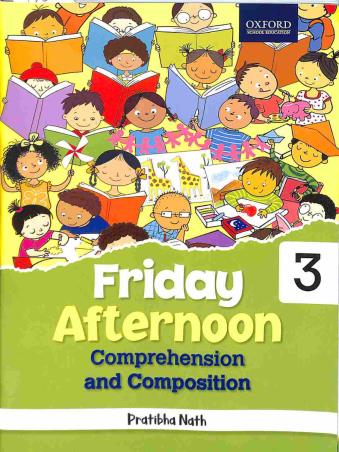 OXFORD
SCHOOL EDUCATION
3
Friday
Afternoon
Comprehension
and Composition
Pratibha Nath